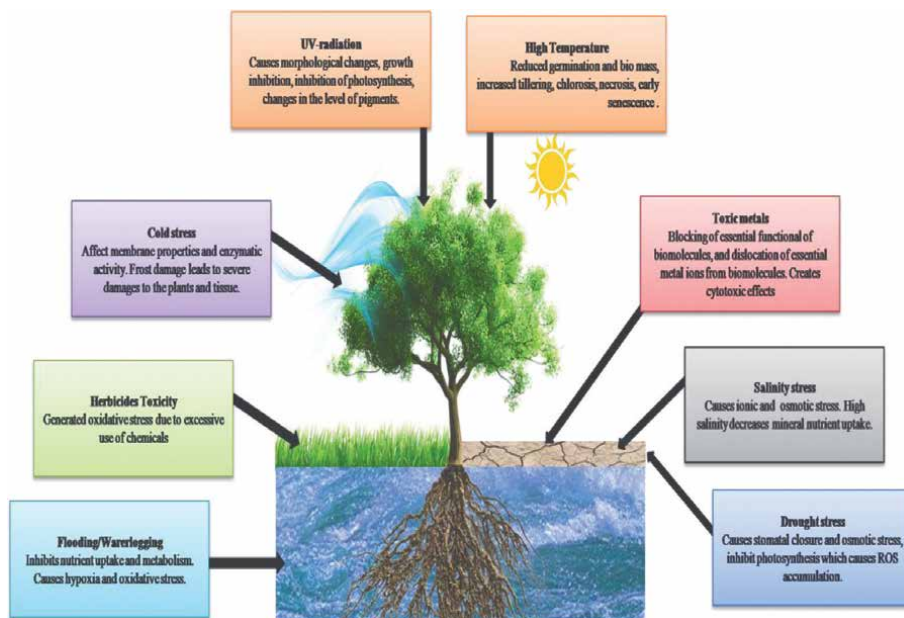 UV-radiation
Causes morphological changes, growth
inhibition, inhibition of photosynthesis,
changes in the level of pigments.
High Temperature
Reduced germination and bio mass,
increased tillering, chlorosis, necrosis, early
senescence .
Cold stress
Affect membrane properties and enzymatic
activity. Frost damage leads to severe
damages to the plants and tissue.
Toxic metals
Blocking of essential functional of
biomolecules, and dislocation of essential
metal ions from biomolecules. Creates
cytotoxic effects
Herbicides Toxicity
Generated oxidative stress due to excessive
use of chemicals
Salinity stress
Causes ionic and osmotic stress. High
salinity decreases mineral nutrient uptake.
Flooding/Warerlogging
Inhibits nutrient uptake and metabolism.
Causes hypoxia and oxidative stress.
Drought stress
Causes stomatal closure and osmotic stress,
inhibit photosynthesis which causes ROS
accumulation.